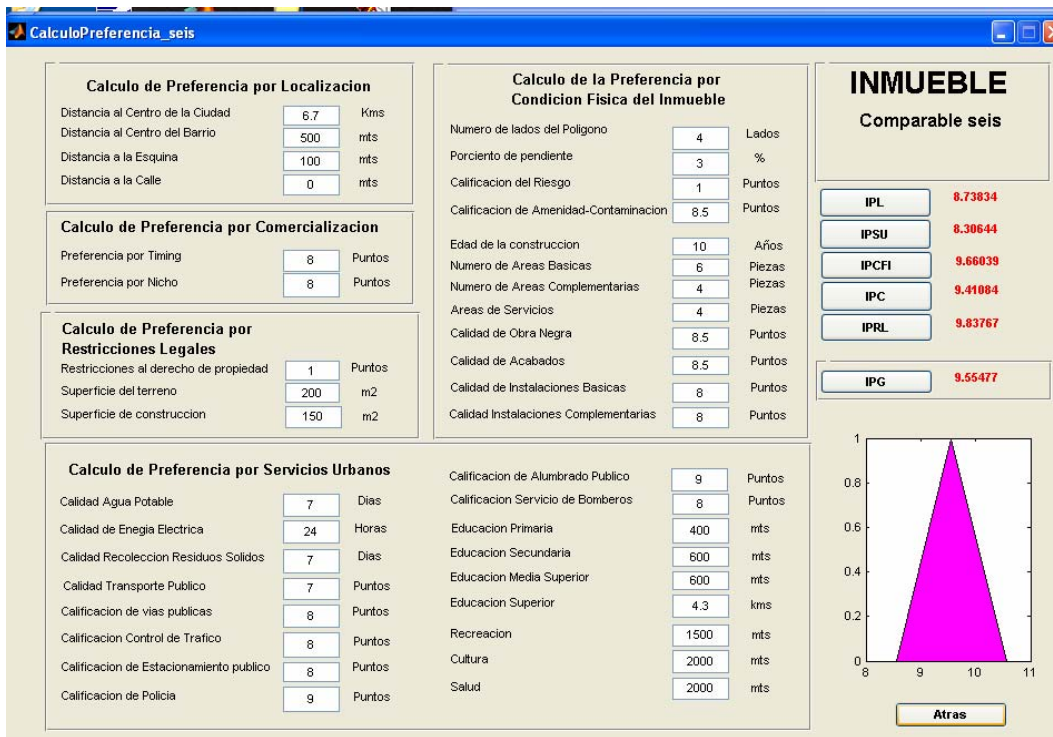 CalculoPreferencia_seis
Calculo de Preferencia por Localizacion
Distancia al Centro de la Ciudad 6.7 Kms
Distancia al Centro del Barrio 500 mts
Distancia a la Esquina 100 mts
Distancia a la Calle 0 mts
Calculo de Preferencia por Comercializacion
Preferencia por Timing 8 Puntos
Preferencia por Nicho 8 Puntos
Calculo de Preferencia por
Restricciones Legales
Restricciones al derecho de propiedad 1 Puntos
Superficie del terreno 200 m2
Superficie de construccion 150 m2
Calculo de la Preferencia por
Condicion Fisica del Inmueble
Numero de lados del Poligono 4 Lados
Porciento de pendiente 3 %
Calificacion del Riesgo 1 Puntos
Calificacion de Amenidad-Contaminacion 8.5 Puntos
Edad de la construccion 10 Años
Numero de Areas Basicas 6 Piezas
Numero de Areas Complementarias 4 Piezas
Areas de Servicios 4 Piezas
Calidad de Obra Negra 8.5 Puntos
Calidad de Acabados 8.5 Puntos
Calidad de Instalaciones Basicas 8 Puntos
Calidad Instalaciones Complementarias 8 Puntos
Calculo de Preferencia por Servicios Urbanos
Calidad Agua Potable 7 Dias
Calidad de Enegia Electrica 24 Horas
Calidad Recoleccion Residuos Solidos 7 Dias
Calidad Transporte Publico 7 Puntos
Calificacion de vias publicas 8 Puntos
Calificacion Control de Trafico 8 Puntos
Calificacion de Estacionamiento publico 8 Puntos
Calificacion de Policia 9 Puntos
Calificacion de Alumbrado Publico 9 Puntos
Calificacion Servicio de Bomberos 8 Puntos
Educacion Primaria 400 mts
Educacion Secundaria 600 mts
Educacion Media Superior 600 mts
Educacion Superior 4.3 kms
Recreacion 1500 mts
Cultura 2000 mts
Salud 2000 mts
INMUEBLE
Comparable seis
IPL 8.73834
IPSU 8.30644
IPCFI 9.66039
IPC 9.41084
IPRL 9.83767
IPG 9.55477
1
0.8
0.6
0.4
0.2
0
8 9 10 11
Atras